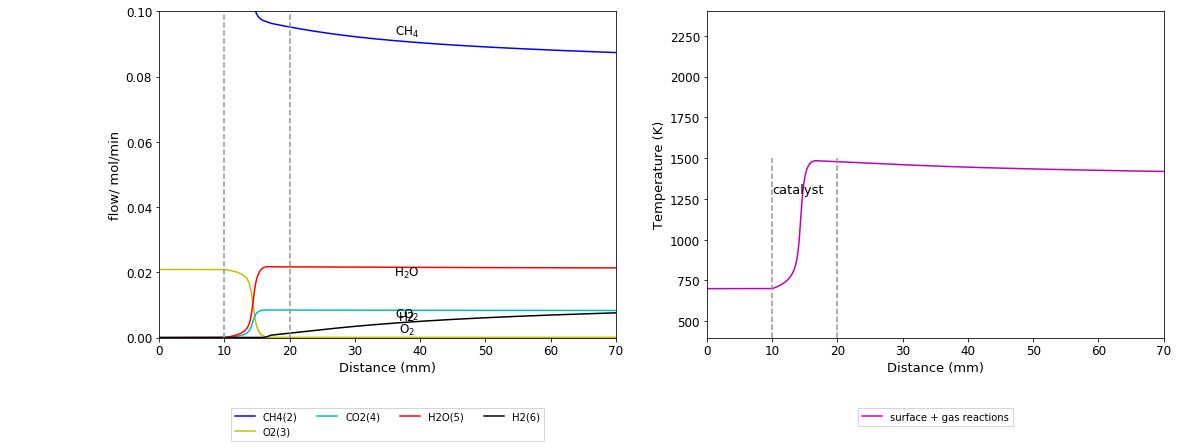 0.10
0.08
0.06
0.04
0.02
0.00
flow/ mol/min
CH4
H2O
CO2
H2
O2
0 10 20 30 40 50 60 70
Distance (mm)
CH4(2) CO2(4) H2O(5) H2(6)
O2(3)
2250
2000
1750
1500
1250
1000
750
500
Temperature (K)
catalyst
0 10 20 30 40 50 60 70
Distance (mm)
surface + gas reactions